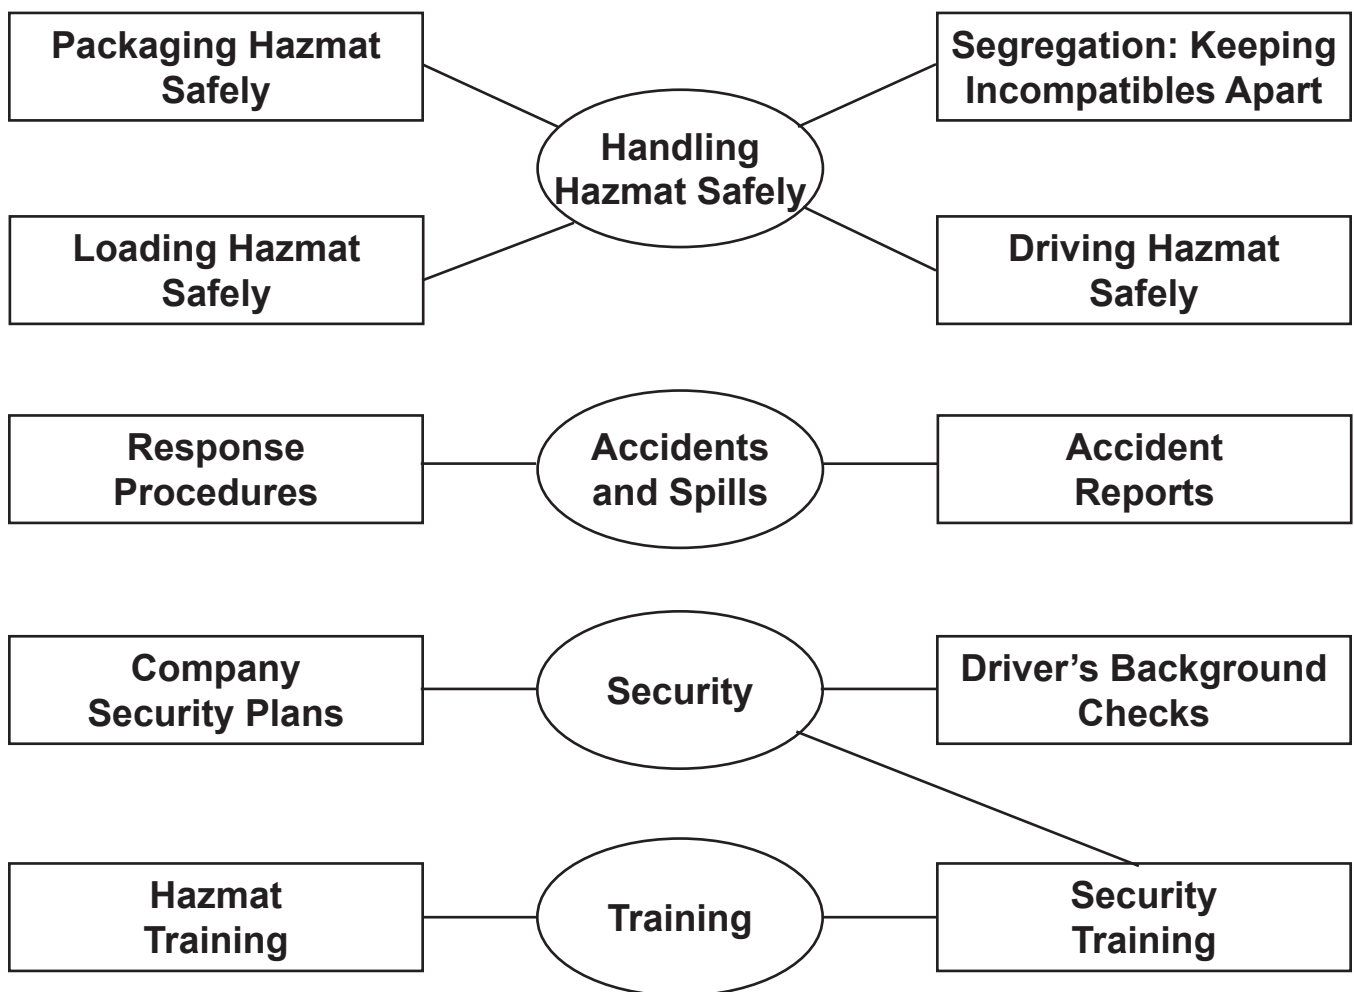 Packaging Hazmat
Safely
Segregation: Keeping
Incompatibles Apart
Handling
Hazmat Safely
Loading Hazmat
Safely
Driving Hazmat
Safely
Response
Procedures
Accidents
and Spills
Accident
Reports
Company
Security Plans
Security
Driver’s Background
Checks
Hazmat
Training
Training
Security
Training